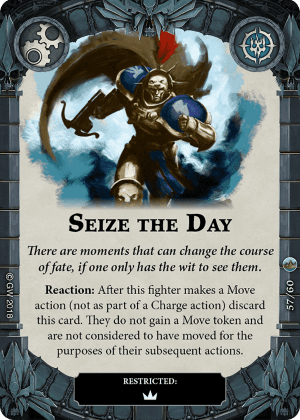 SEIZE THE DAY
There are moments that can change the course
of fate, if one only has the wit to see them.
Reaction: After this fighter makes a Move
action (not as part of a Charge action) discard
this card. They do not gain a Move token and
are not considered to have moved for the
purposes of their subsequent actions.
© GW 2018
57/60
RESTRICTED: